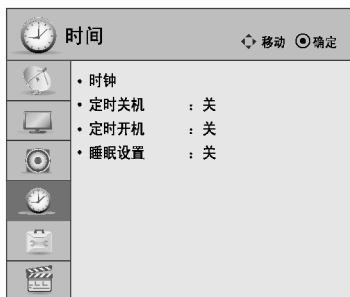 时间
移动 确定
• 时钟
• 定时关机 : 关
• 定时开机 : 关
• 睡眠设置 : 关